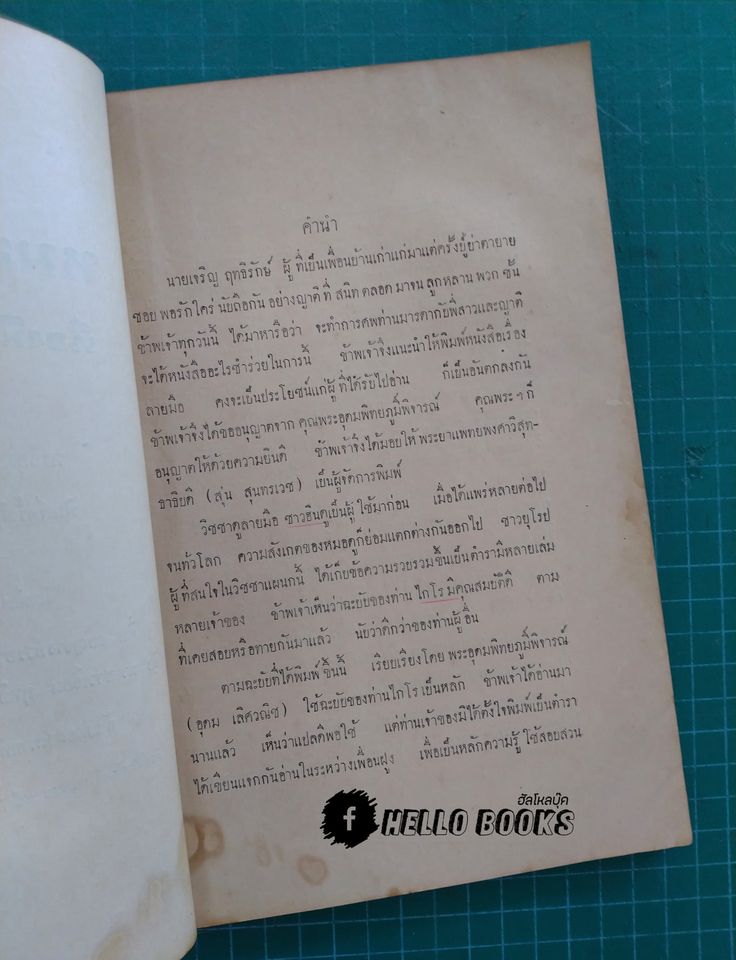 คำนำ
นายเจริญ ฤทธิรักษ์ ผู้ ที่เป็นเพื่อนบ้านเก่าแก่มาแต่ครั้งปู่ย่าตายาย
ชอบ พอรักใคร่ นับถือกัน อย่างญาติ ที่ สนิท ตลอด มาจน ลูกหลาน พวก ชั้น
ข้าพเจ้าทุกวันนี้ ได้มาหารือว่า จะทำการศพท่านมารดากับพี่สาวและญาติ
จะได้หนังสืออะไรชำร่วยในการนี้ ข้าพเจ้าจึงแนะนำให้พิมพ์หนังสือเรื่อง
ลายมือ คงจะเป็นประโยชน์แก่ผู้ ที่ได้รับไปอ่าน ก็เป็นอันตกลงกัน
ข้าพเจ้าจึงได้ขออนุญาตจาก คุณพระอุดมพิทยภูมิ์พิจารณ์ คุณพระ ๆ ก็
อนุญาตให้ด้วยความยินดี ข้าพเจ้าจึงได้มอบให้ พระยาแพทยพงศาวิสุท-
ธาธิบดี (สุ่น สุนทรเวช) เป็นผู้จัดการพิมพ์
วิชชาดูลายมือ ชาวฮินดูเป็นผู้ ใช้มาก่อน เมื่อได้แพร่หลายต่อไป
จนทั่วโลก ความสังเกตของหมอดูก็ย่อมแตกต่างกันออกไป ชาวยุโรป
ผู้ ที่สนใจในวิชชาแผนกนี้ ได้เก็บข้อความรวบรวมขึ้นเป็นตำรามีหลายเล่ม
หลายเจ้าของ ข้าพเจ้าเห็นว่าฉะบับของท่าน ไกโร มีคุณสมบัติดี ตาม
ที่เคยสอบหรือทายกันมาแล้ว นับว่าดีกว่าของท่านผู้ อื่น
ตามฉะบับที่ได้พิมพ์ ขึ้นนี้ เรียบเรียงโดย พระอุดมพิทยภูมิ์พิจารณ์
(อุดม เลิศวณิช) ใช้ฉะบับของท่านไกโร เป็นหลัก ข้าพเจ้าได้อ่านมา
นานแล้ว เห็นว่าแปลดีพอใช้ แต่ท่านเจ้าของมิได้ตั้งใจพิมพ์เป็นตำรา
ได้เขียนแจกกันอ่านในระหว่างเพื่อนฝูง เพื่อเป็นหลักความรู้ ใช้สอบสวน
ฮัลโหลบุ๊ค
f HELLO BOOKS